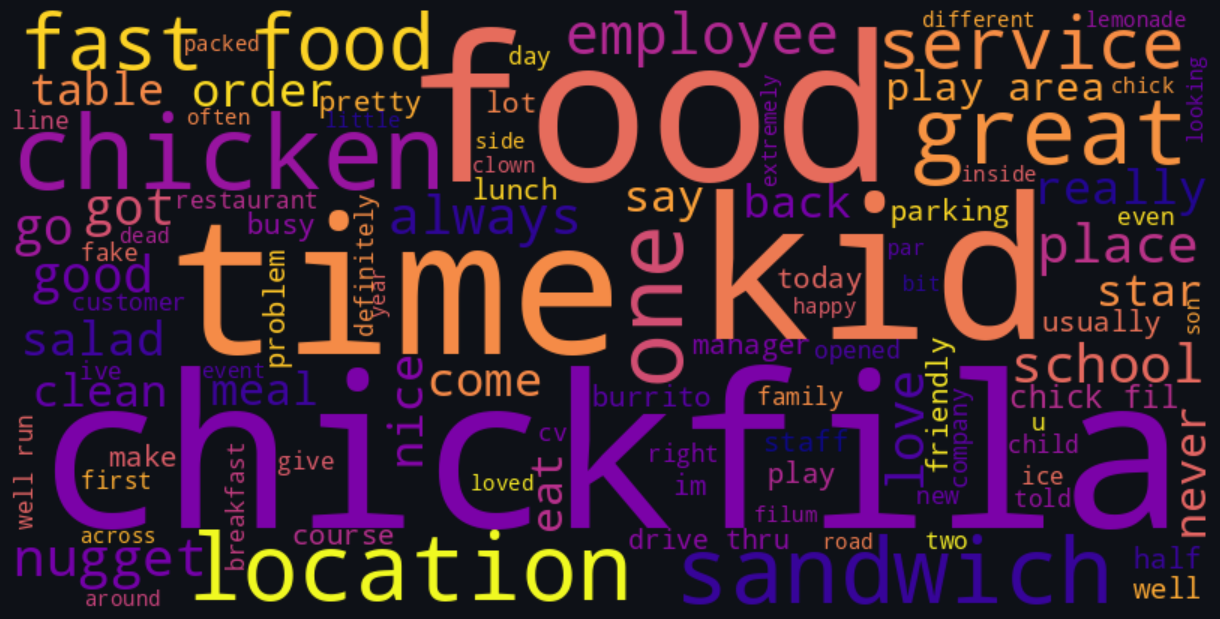 fast food
packed
food
employee
service
different
lemonade
table
order
pretty
day
lot
play area
chick
looking
line
often
little
chicken
side
clown
extremely
great
inside
lunch
got
restaurant
say
back
really
go
dead
busy
always
parking
even
fake
good
customer
time
problem
definitely
year
one
kid
today
happy
par
bit
place
star
son
usually
salad
manager
opened
school
live
event
clean
meal
nice
come
burrito
family
love
friendly
company
chick fil
chickfila
well run
make
first
breakfast
give
loved
eat
cv
right
im
staff
play
filum
new
u
child
ice
told
never
across
course
drive thru
road
two
nugget
location
sandwich
half
well
around